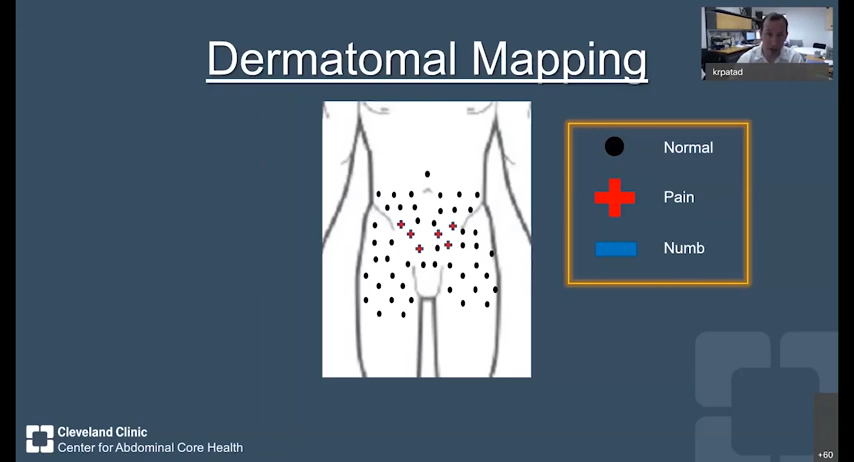 Dermatomal Mapping
krpatad
Normal
Pain
Numb
Cleveland Clinic
Center for Abdominal Core Health
+60